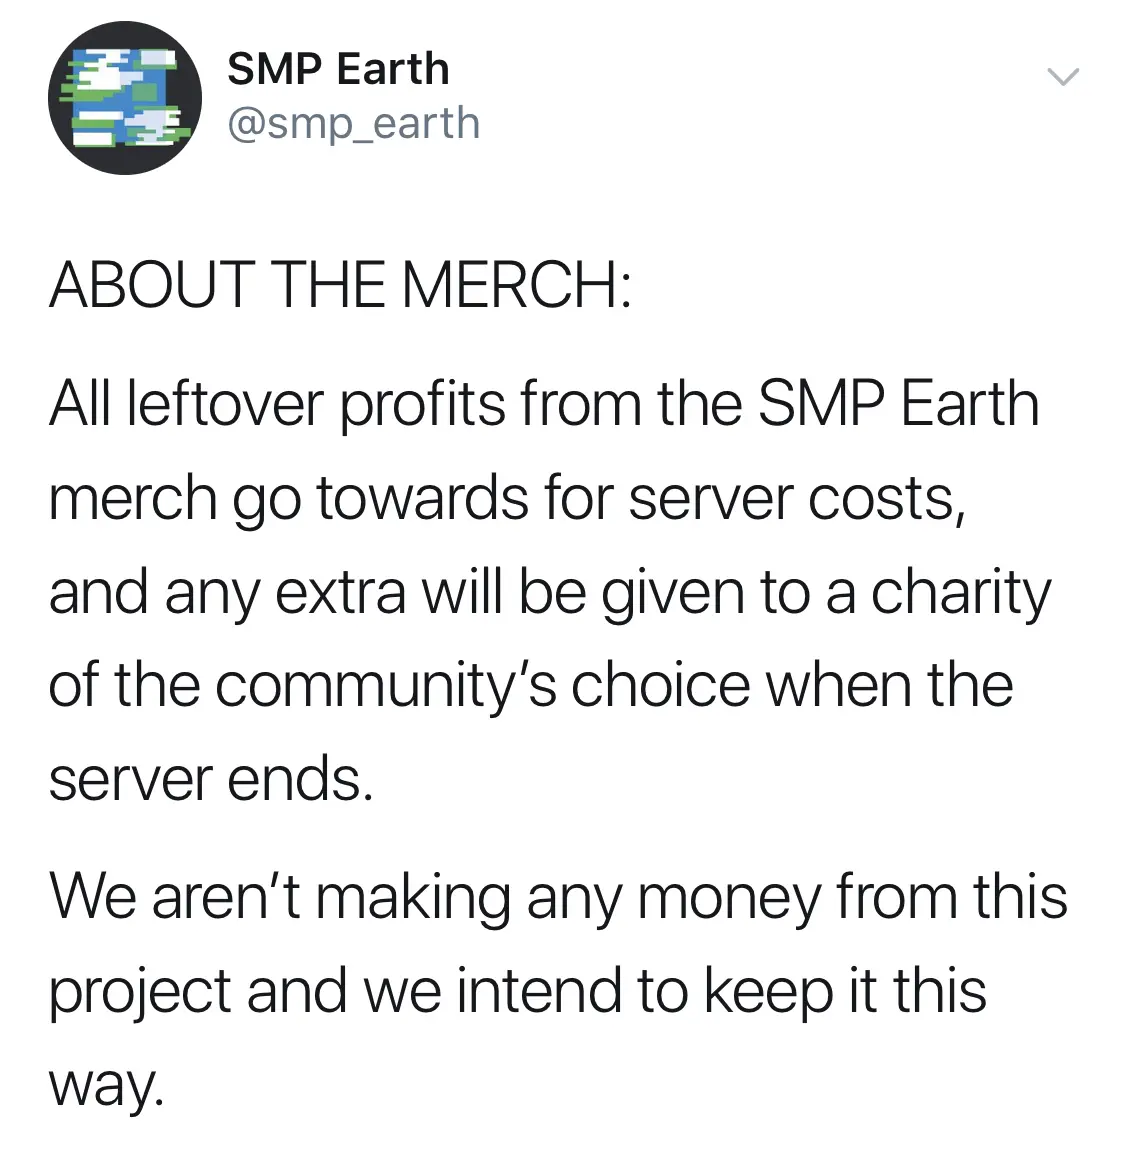 SMP Earth
@smp_earth
ABOUT THE MERCH:
All leftover profits from the SMP Earth
merch go towards for server costs,
and any extra will be given to a charity
of the community’s choice when the
server ends.
We aren’t making any money from this
project and we intend to keep it this
way.